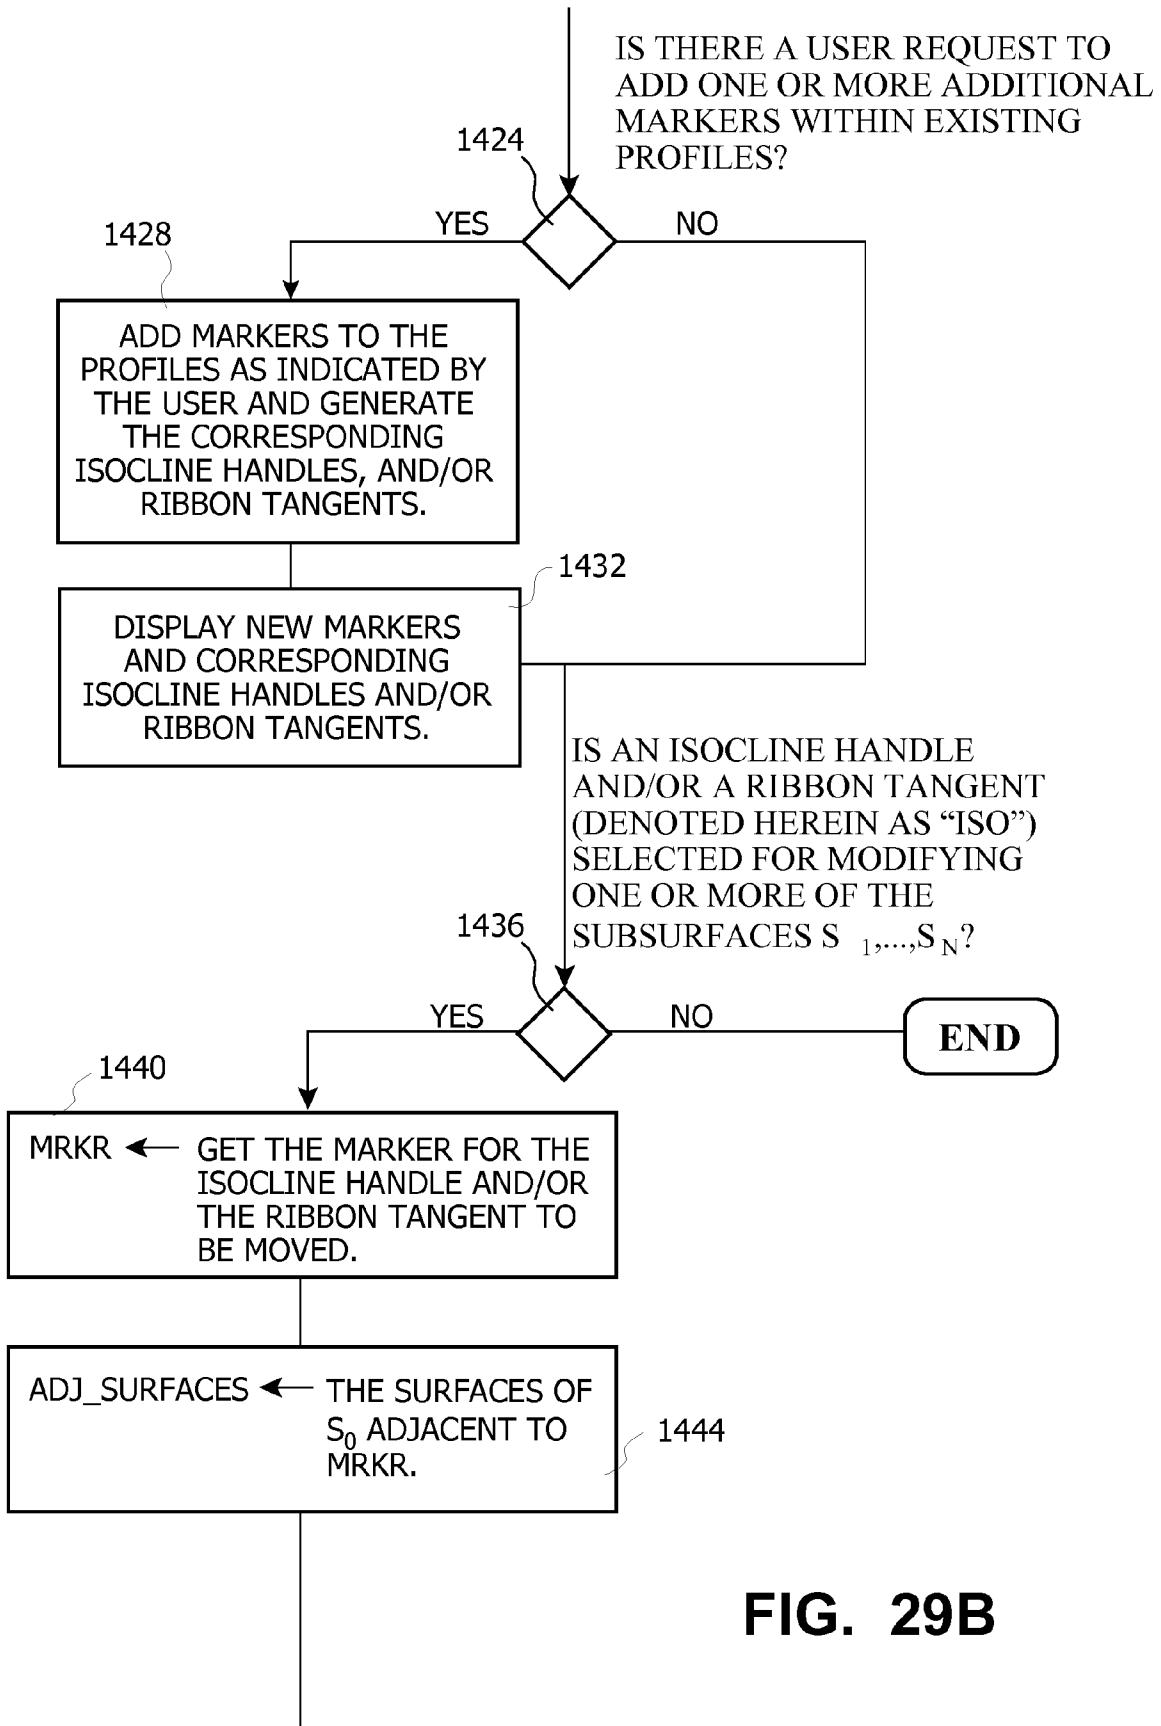 IS THERE A USER REQUEST TO
ADD ONE OR MORE ADDITIONAL
MARKERS WITHIN EXISTING
PROFILES?
1424
YES
NO
1428
ADD MARKERS TO THE
PROFILES AS INDICATED BY
THE USER AND GENERATE
THE CORRESPONDING
ISOCLINE HANDLES, AND/OR
RIBBON TANGENTS.
1432
DISPLAY NEW MARKERS
AND CORRESPONDING
ISOCLINE HANDLES AND/OR
RIBBON TANGENTS.
IS AN ISOCLINE HANDLE
AND/OR A RIBBON TANGENT
(DENOTED HEREIN AS “ISO”)
SELECTED FOR MODIFYING
ONE OR MORE OF THE
SUBSURFACES S 1,...,SN?
1436
YES
NO
END
1440
MRKR ← GET THE MARKER FOR THE
ISOCLINE HANDLE AND/OR
THE RIBBON TANGENT TO
BE MOVED.
ADJ_SURFACES ← THE SURFACES OF
S0 ADJACENT TO
MRKR.
1444
FIG. 29B